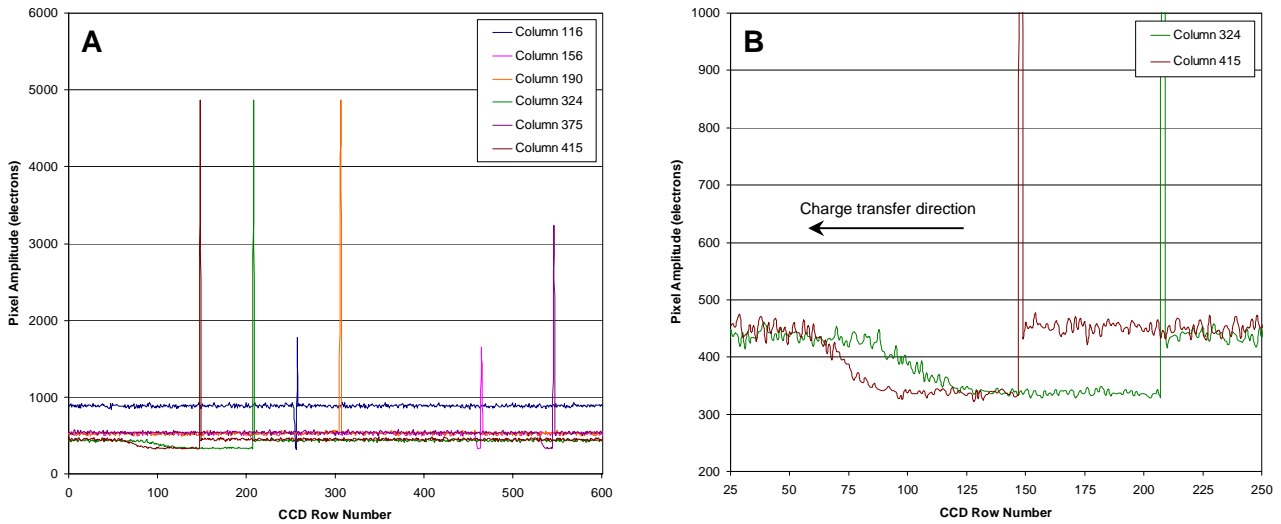 A
Column 116
Column 156
Column 190
Column 324
Column 375
Column 415
Pixel Amplitude (electrons)
6000
5000
4000
3000
2000
1000
0
0 100 200 300 400 500 600
CCD Row Number
B
Column 324
Column 415
Charge transfer direction
Pixel Amplitude (electrons)
1000
900
800
700
600
500
400
300
200
25 50 75 100 125 150 175 200 225 250
CCD Row Number